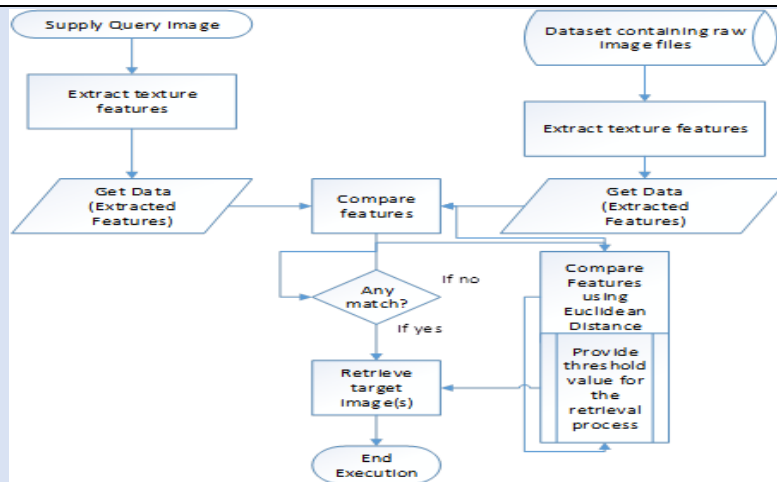 Supply Query Image
Dataset containing raw
image files
Extract texture
features
Extract texture features
Get Data
(Extracted
Features)
Compare
features
Get Data
(Extracted
Features)
Any
match?
If no
If yes
Compare
Features
using
Euclidean
Distance
Provide
threshold
value for
the
retrieval
process
Retrieve
target
image(s)
End
Execution